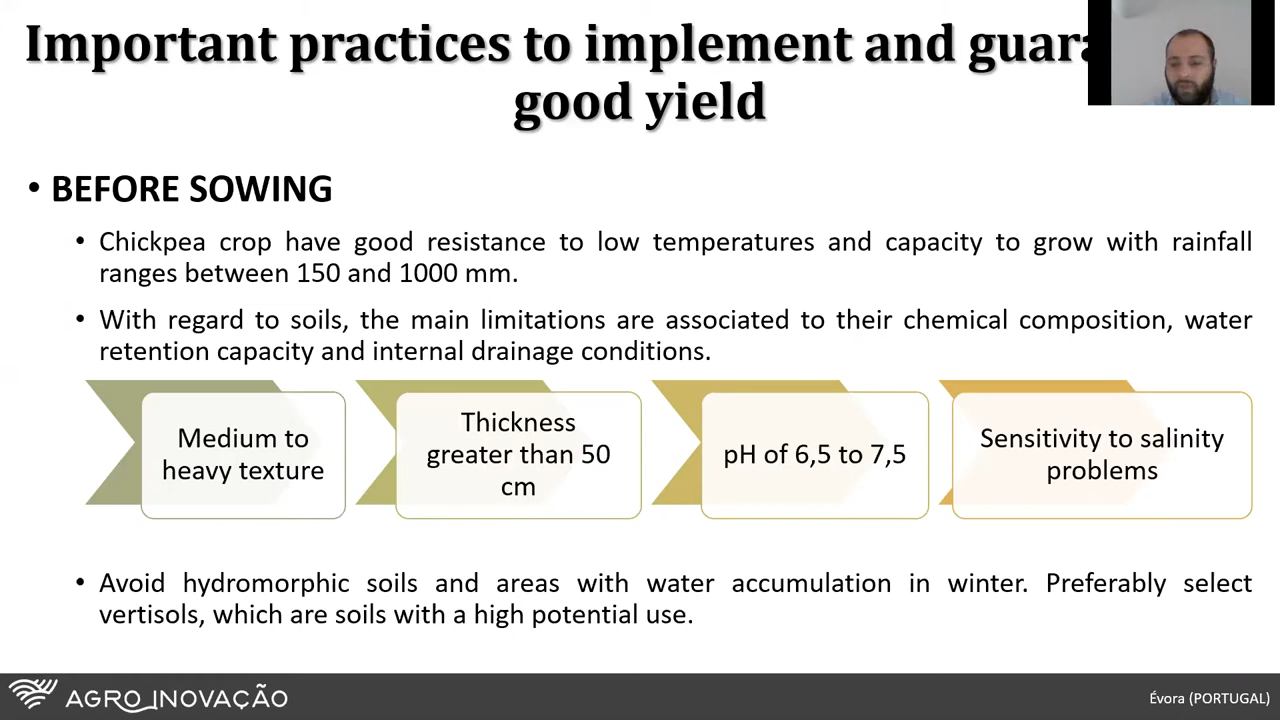 Important practices to implement and
good yield
• BEFORE SOWING
• Chickpea crop have good resistance to low temperatures and capacity to grow with rainfall
ranges between 150 and 1000 mm.
• With regard to soils, the main limitations are associated to their chemical composition, water
retention capacity and internal drainage conditions.
Medium to
heavy texture
Thickness
greater than 50
cm
pH of 6,5 to 7,5
Sensitivity to salinity
problems
• Avoid hydromorphic soils and areas with water accumulation in winter. Preferably select
vertisols, which are soils with a high potential use.
AGRO INOVAÇÃO
Évora (PORTUGAL)